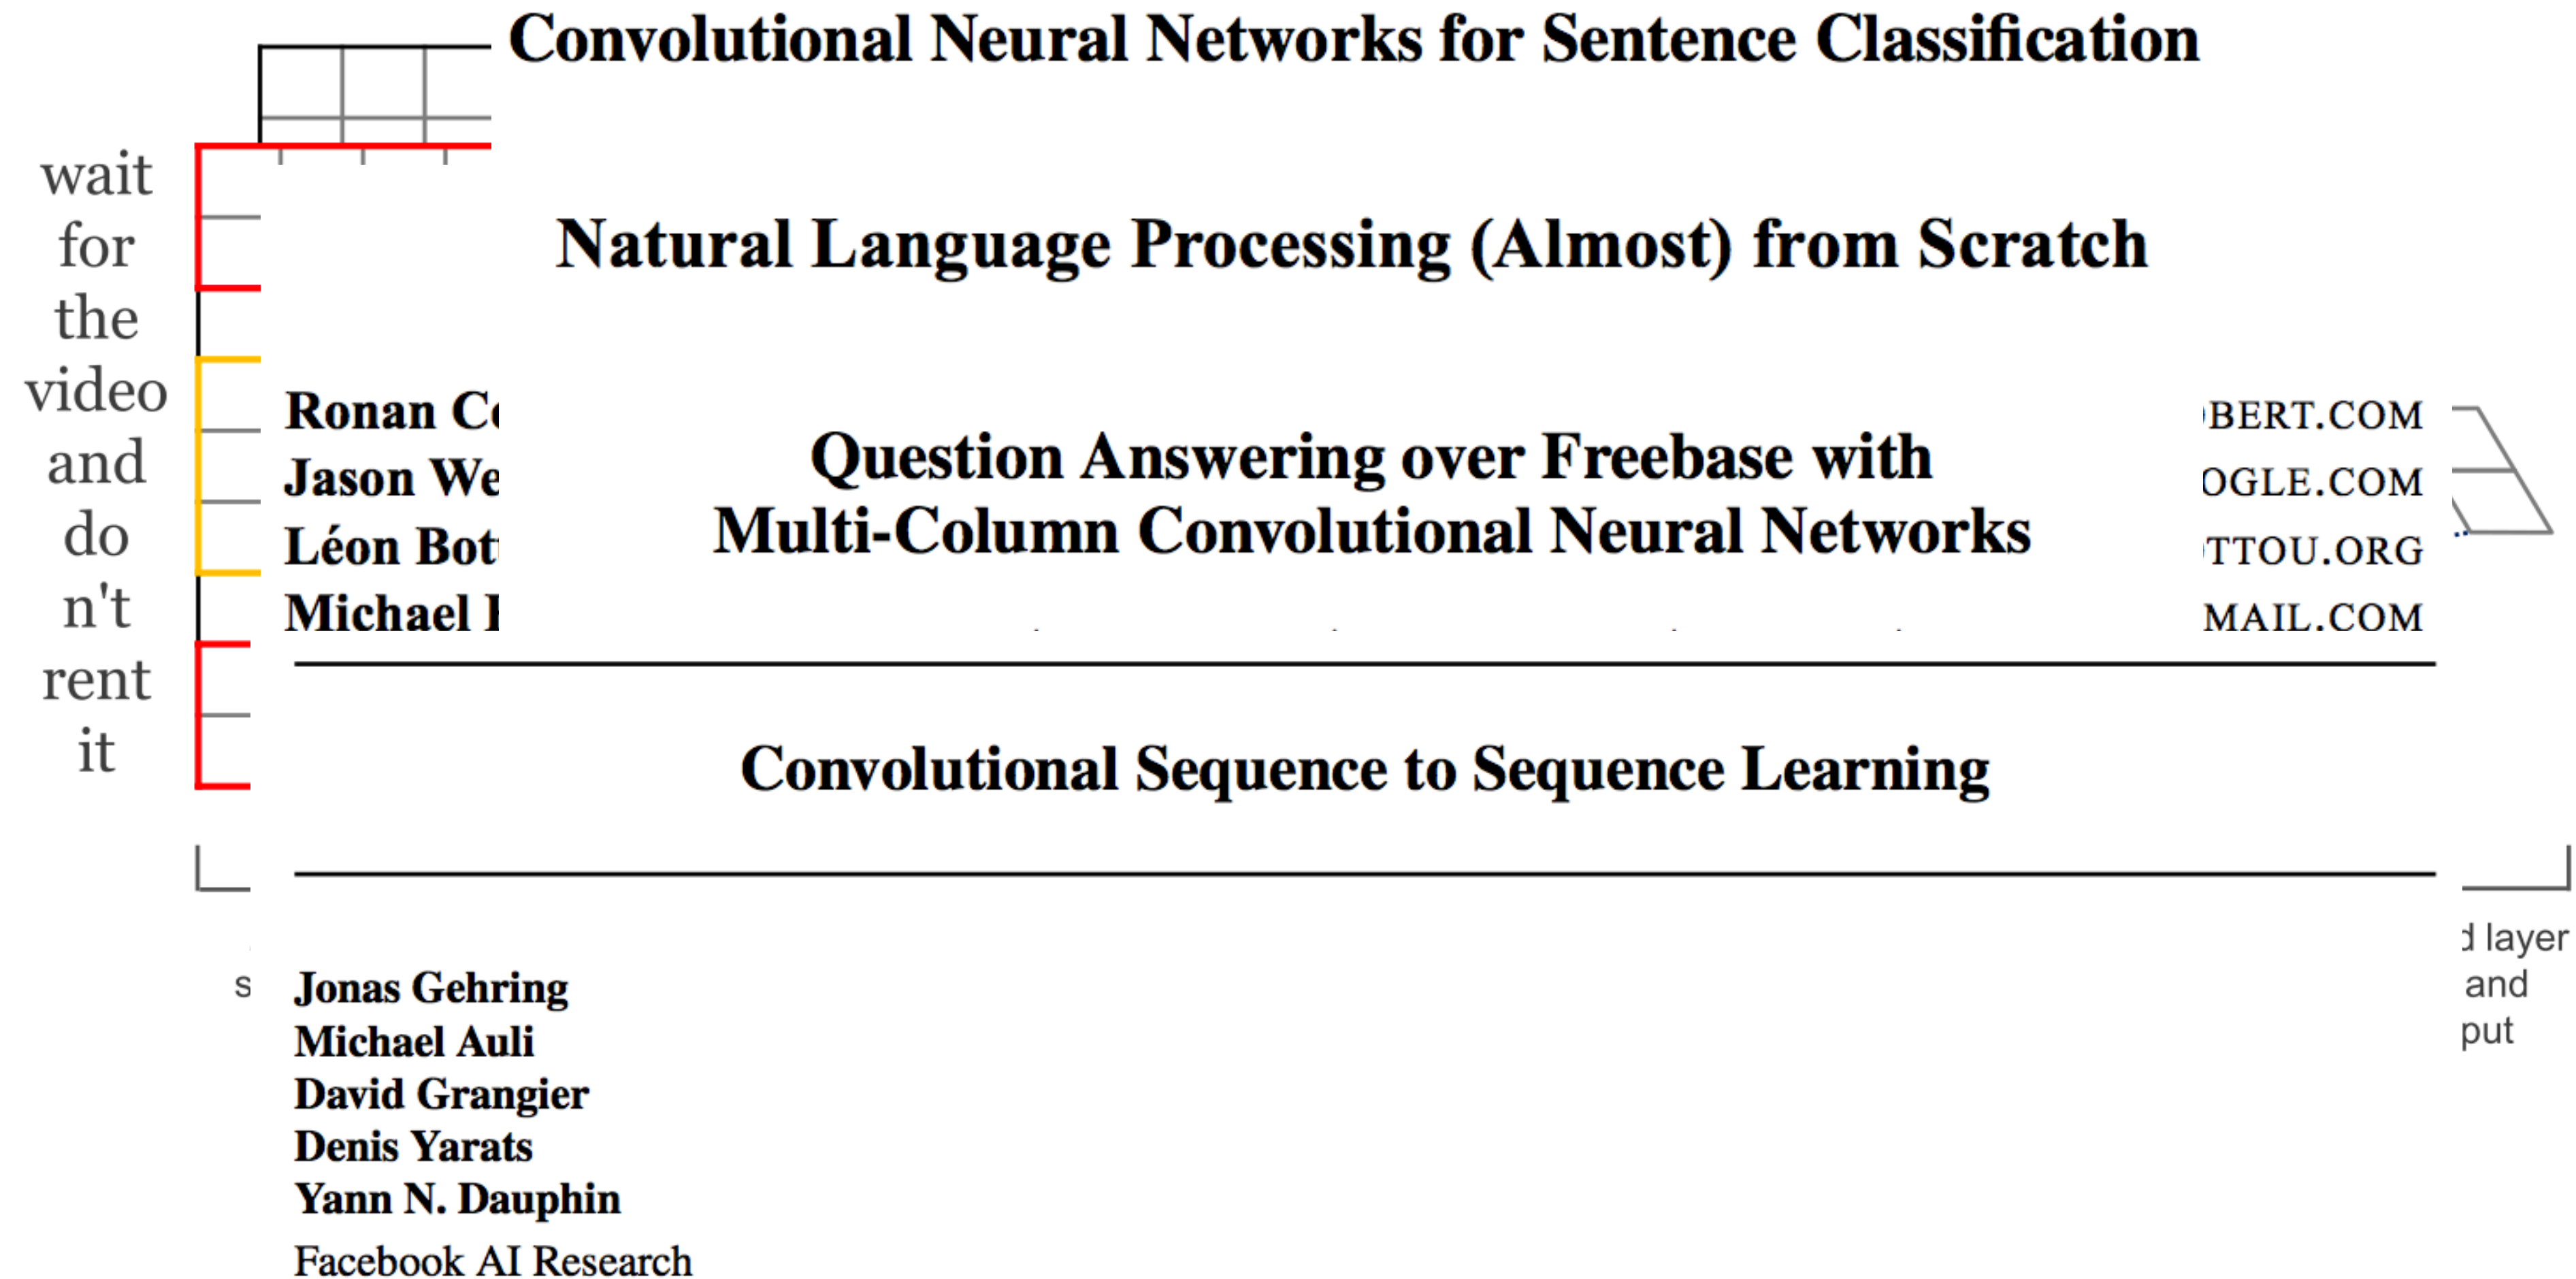 Convolutional Neural Networks for Sentence Classification
wait
for
the
video
and
do
n't
rent
it
Natural Language Processing (Almost) from Scratch
Ronan
Jason
Léon
Michael
BERT.COM
OGLE.COM
TTOU.ORG
MAIL.COM
Question Answering over Freebase with
Multi-Column Convolutional Neural Networks
Convolutional Sequence to Sequence Learning
Jonas Gehring
Michael Auli
David Grangier
Denis Yarats
Yann N. Dauphin
Facebook AI Research
layer
and
put